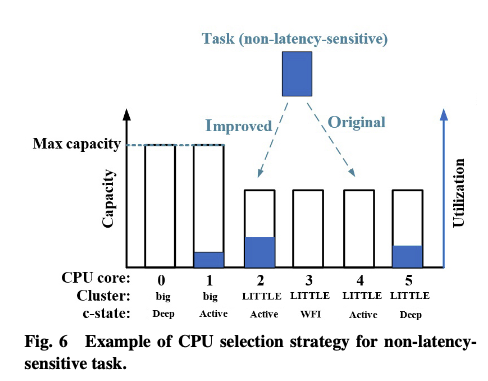 Task (non-latency-sensitive)
Improved
Original
Max capacity
Capacity
Utilization
CPU core: 0 1 2 3 4 5
Cluster: big big LITTLE LITTLE LITTLE LITTLE
c-state: Deep Active Active WFI Active Deep
Fig. 6 Example of CPU selection strategy for non-latency-
sensitive task.